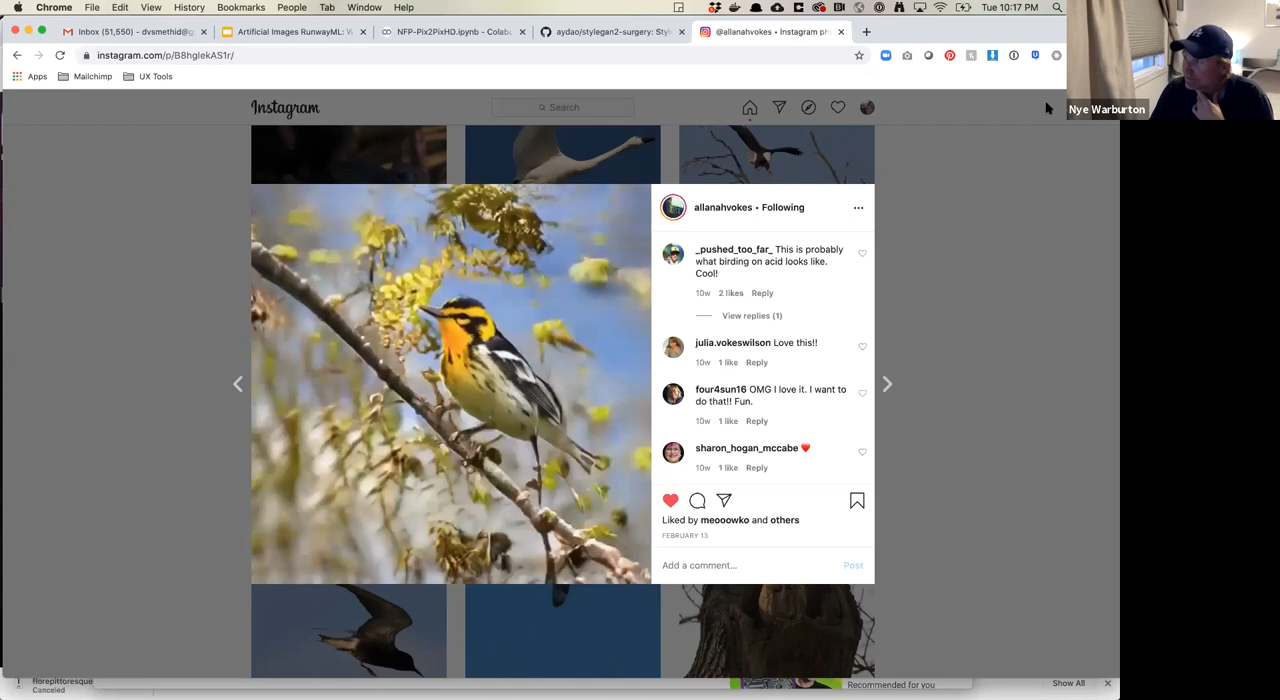 Chrome File Edit View History Bookmarks People Tab Window Help
Tue 10:17 PM
Inbox (51,550) - dvsmethid@g
Artificial Images RunwayML: W
NFP-Pix2PixHD.ipynb - Colab
aydao/stylegan2-surgery: Sty
@allanahvokes • Instagram ph
instagram.com/p/B8hglekAS1r/
Apps Mailchimp UX Tools
Nye Warburton
Instagram
Search
allanahvokes • Following
_pushed_too_far_ This is probably
what birding on acid looks like.
Cool!
10w 2 likes Reply
View replies (1)
julia.vokeswilson Love this!!
10w 1 like Reply
four4sun16 OMG I love it. I want to
do that!! Fun.
10w 1 like Reply
sharon_hogan_mccabe ❤️
10w 1 like Reply
Liked by meooowko and others
FEBRUARY 13
Add a comment... Post
florepittoresque
Canceled
Recommended for you
Show All